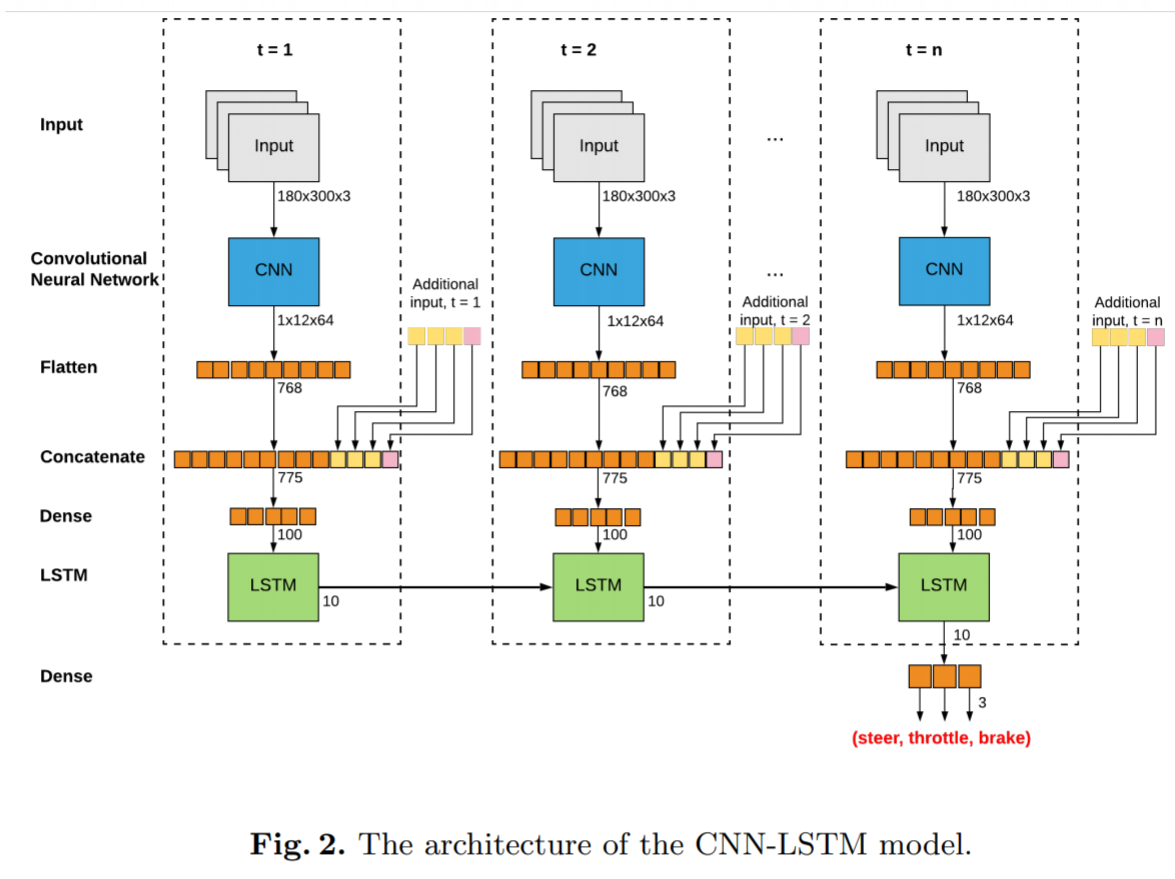 t = 1
t = 2
t = n
Input
Input
Input
...
Input
180x300x3
180x300x3
180x300x3
Convolutional
Neural Network
CNN
CNN
...
CNN
Additional
input, t = 1
Additional
input, t = 2
Additional
input, t = n
1x12x64
1x12x64
1x12x64
Flatten
768
768
768
Concatenate
775
775
775
Dense
100
100
100
LSTM
LSTM
LSTM
LSTM
10
10
10
Dense
3
(steer, throttle, brake)
Fig. 2. The architecture of the CNN-LSTM model.